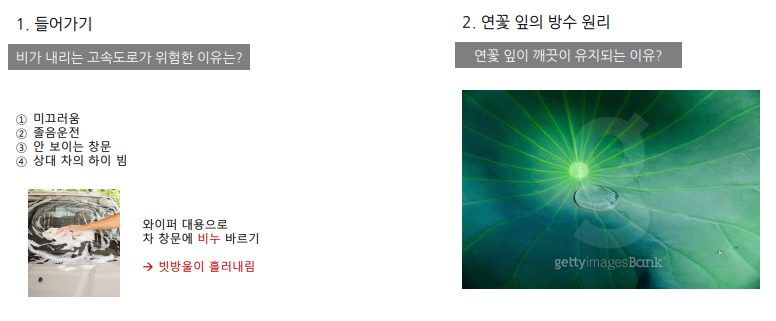 1. 들어가기
비가 내리는 고속도로가 위험한 이유는?
① 미끄러움
② 졸음운전
③ 안 보이는 창문
④ 상대 차의 하이 빔
와이퍼 대용으로
차 창문에 비누 바르기
→ 빗방울이 흘러내림
2. 연꽃 잎의 방수 원리
연꽃 잎이 깨끗이 유지되는 이유?
gettyimagesBank